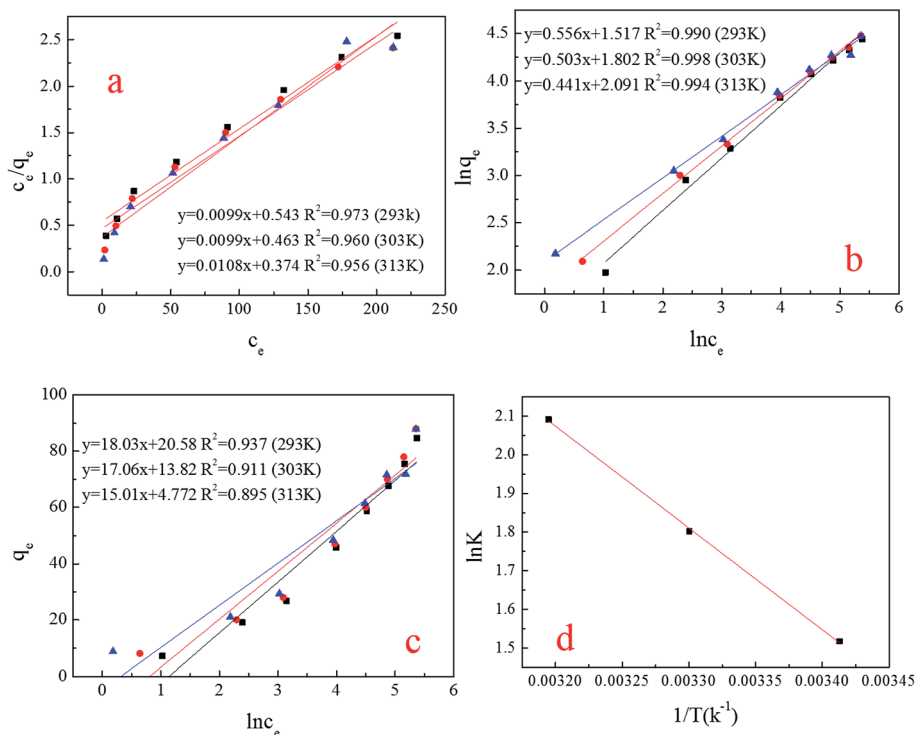 a
2.5
2.0
1.5
1.0
0.5
0.0
cₑ/qₑ
y=0.0099x+0.543 R²=0.973 (293k)
y=0.0099x+0.463 R²=0.960 (303K)
y=0.0108x+0.374 R²=0.956 (313K)
0 50 100 150 200 250
cₑ
y=0.556x+1.517 R²=0.990 (293K)
y=0.503x+1.802 R²=0.998 (303K)
y=0.441x+2.091 R²=0.994 (313K)
4.5
4.0
3.5
3.0
2.5
2.0
lnqₑ
b
0 1 2 3 4 5 6
lncₑ
100
80
60
40
20
0
qₑ
y=18.03x+20.58 R²=0.937 (293K)
y=17.06x+13.82 R²=0.911 (303K)
y=15.01x+4.772 R²=0.895 (313K)
c
0 1 2 3 4 5 6
lncₑ
2.1
2.0
1.9
1.8
1.7
1.6
1.5
lnK
d
0.00320 0.00325 0.00330 0.00335 0.00340 0.00345
1/T(k⁻¹)